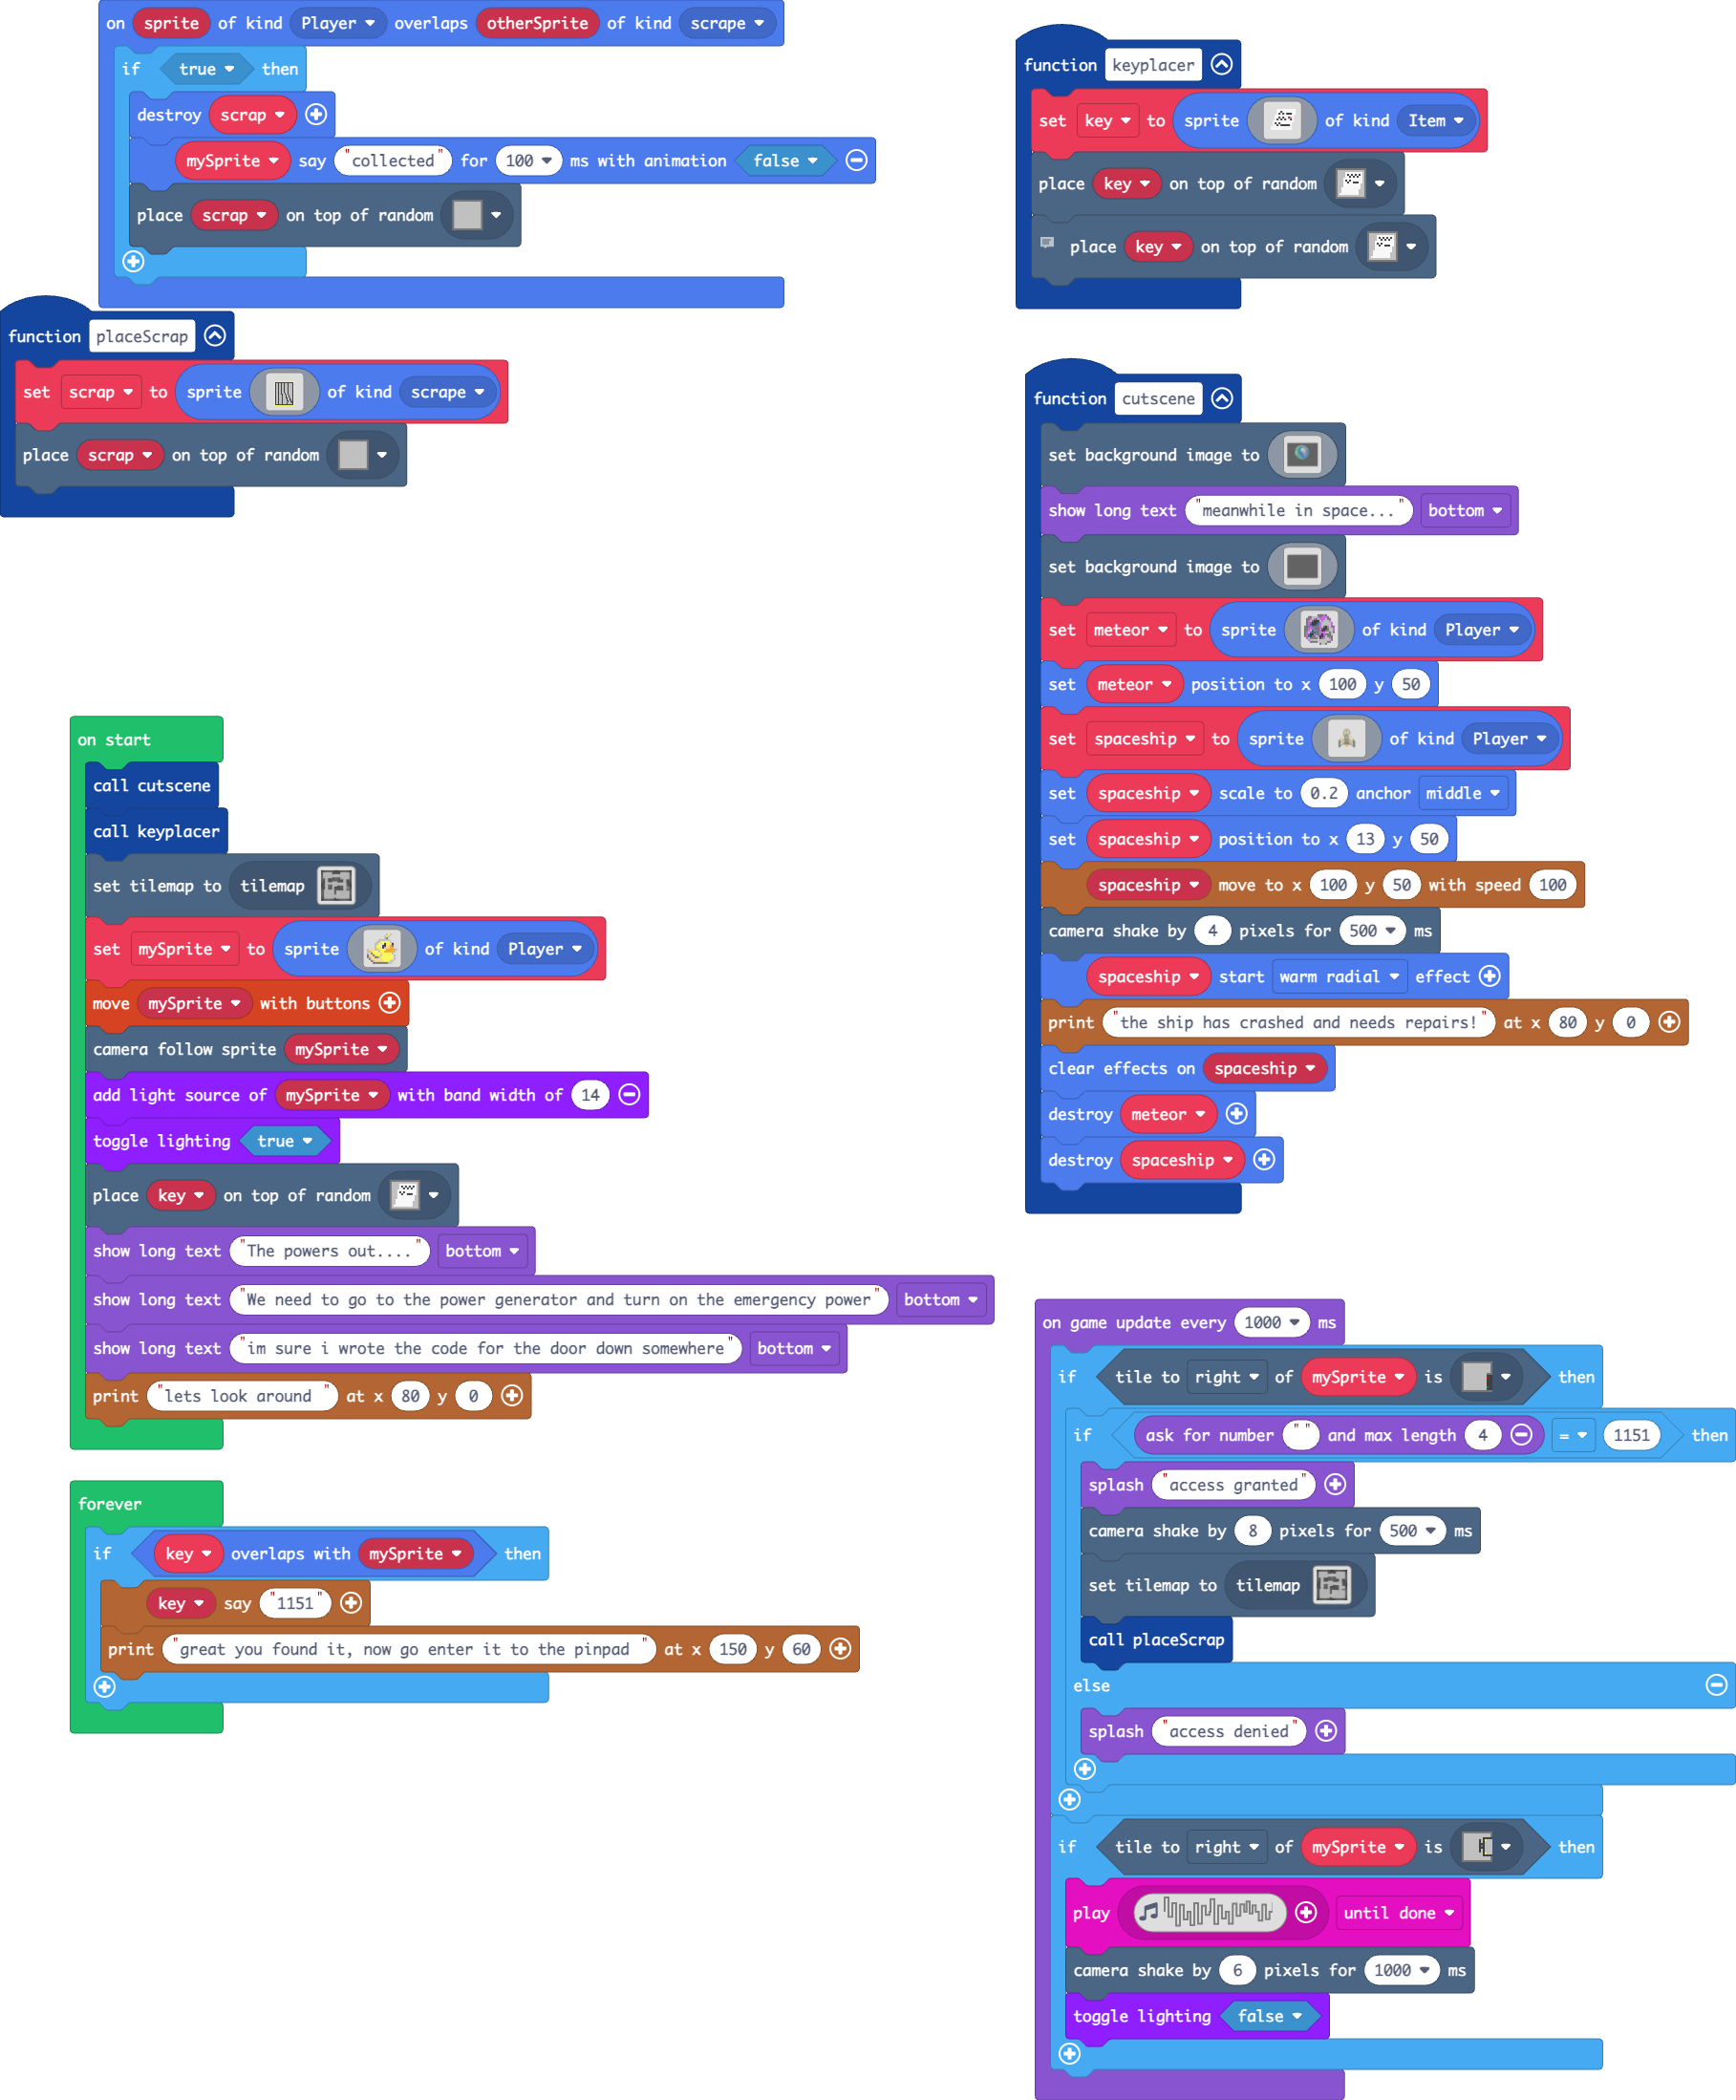 on sprite of kind Player overlaps otherSprite of kind scrape
if true then
destroy scrap
mySprite say "collected" for 100 ms with animation false
place scrap on top of random
function placeScrap
set scrap to sprite of kind scrape
place scrap on top of random
on start
call cutscene
call keyplacer
set tilemap to tilemap
set mySprite to sprite of kind Player
move mySprite with buttons
camera follow sprite mySprite
add light source of mySprite with band width of 14
toggle lighting true
place key on top of random
show long text "The powers out...." bottom
show long text "We need to go to the power generator and turn on the emergency power" bottom
show long text "im sure i wrote the code for the door down somewhere" bottom
print "lets look around " at x 80 y 0
forever
if key overlaps with mySprite then
key say "1151"
print "great you found it, now go enter it to the pinpad " at x 150 y 60
function keyplacer
set key to sprite of kind Item
place key on top of random
place key on top of random
function cutscene
set background image to
show long text "meanwhile in space..." bottom
set background image to
set meteor to sprite of kind Player
set meteor position to x 100 y 50
set spaceship to sprite of kind Player
set spaceship scale to 0.2 anchor middle
set spaceship position to x 13 y 50
spaceship move to x 100 y 50 with speed 100
camera shake by 4 pixels for 500 ms
spaceship start warm radial effect
print "the ship has crashed and needs repairs!" at x 80 y 0
clear effects on spaceship
destroy meteor
destroy spaceship
on game update every 1000 ms
if tile to right of mySprite is then
if ask for number "" and max length 4 = 1151 then
splash "access granted"
camera shake by 8 pixels for 500 ms
set tilemap to tilemap
call placeScrap
else
splash "access denied"
if tile to right of mySprite is then
play until done
camera shake by 6 pixels for 1000 ms
toggle lighting false